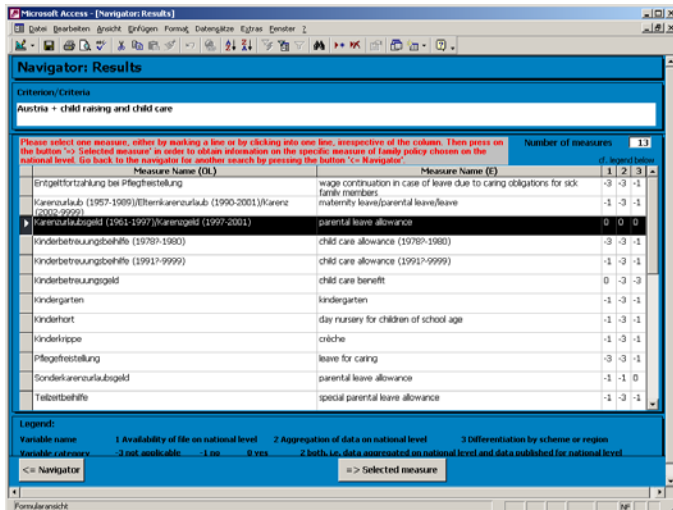 Microsoft Access - [Navigator: Results]
Datei Bearbeiten Ansicht Einfügen Format Datensätze Extras Fenster ?
Navigator: Results
Criterion/Criteria
Austria + child raising and child care
Please select one measure, either by marking a line or by clicking into one line, irrespective of the column. Then press on
the button '=> Selected measure' in order to obtain information on the specific measure of family policy chosen on the
national level. Go back to the navigator for another search by pressing the button '<= Navigator'.
Number of measures 13
cf. legend below
Measure Name (OL) Measure Name (E) 1 2 3
Entgeltfortzahlung bei Pflegfreistellung wage continuation in case of leave due to caring obligations for sick -3 -3 -1
family members
Karenzurlaub (1957-1989)/Elternkarenzurlaub (1990-2001)/Karenz maternity leave/parental leave/leave -1 -3 -1
(2002-9999)
Karenzurlaubsgeld (1961-1997)/Karenzgeld (1997-2001) parental leave allowance 0 0 0
Kinderbetreuungsbeihilfe (1978?-1980) child care allowance (1978?-1980) -3 -3 -1
Kinderbetreuungsbeihilfe (1991?-9999) child care allowance (1991?-9999) -1 -3 -1
Kinderbetreuungsgeld child care benefit 0 -3 -3
Kindergarten kindergarten -1 -3 -1
Kinderhort day nursery for children of school age -1 -3 -1
Kinderkrippe crèche -1 -3 -1
Pflegefreistellung leave for caring -3 -3 -1
Sonderkarenzurlaubsgeld parental leave allowance -1 -1 0
Teilzeitbeihilfe special parental leave allowance -1 -3 -1
Legend:
Variable name 1 Availability of file on national level 2 Aggregation of data on national level 3 Differentiation by scheme or region
Variable category -3 not applicable -1 no 0 yes 2 both, i.e. data aggregated on national level and data published for national level
<= Navigator => Selected measure
Formularansicht NF